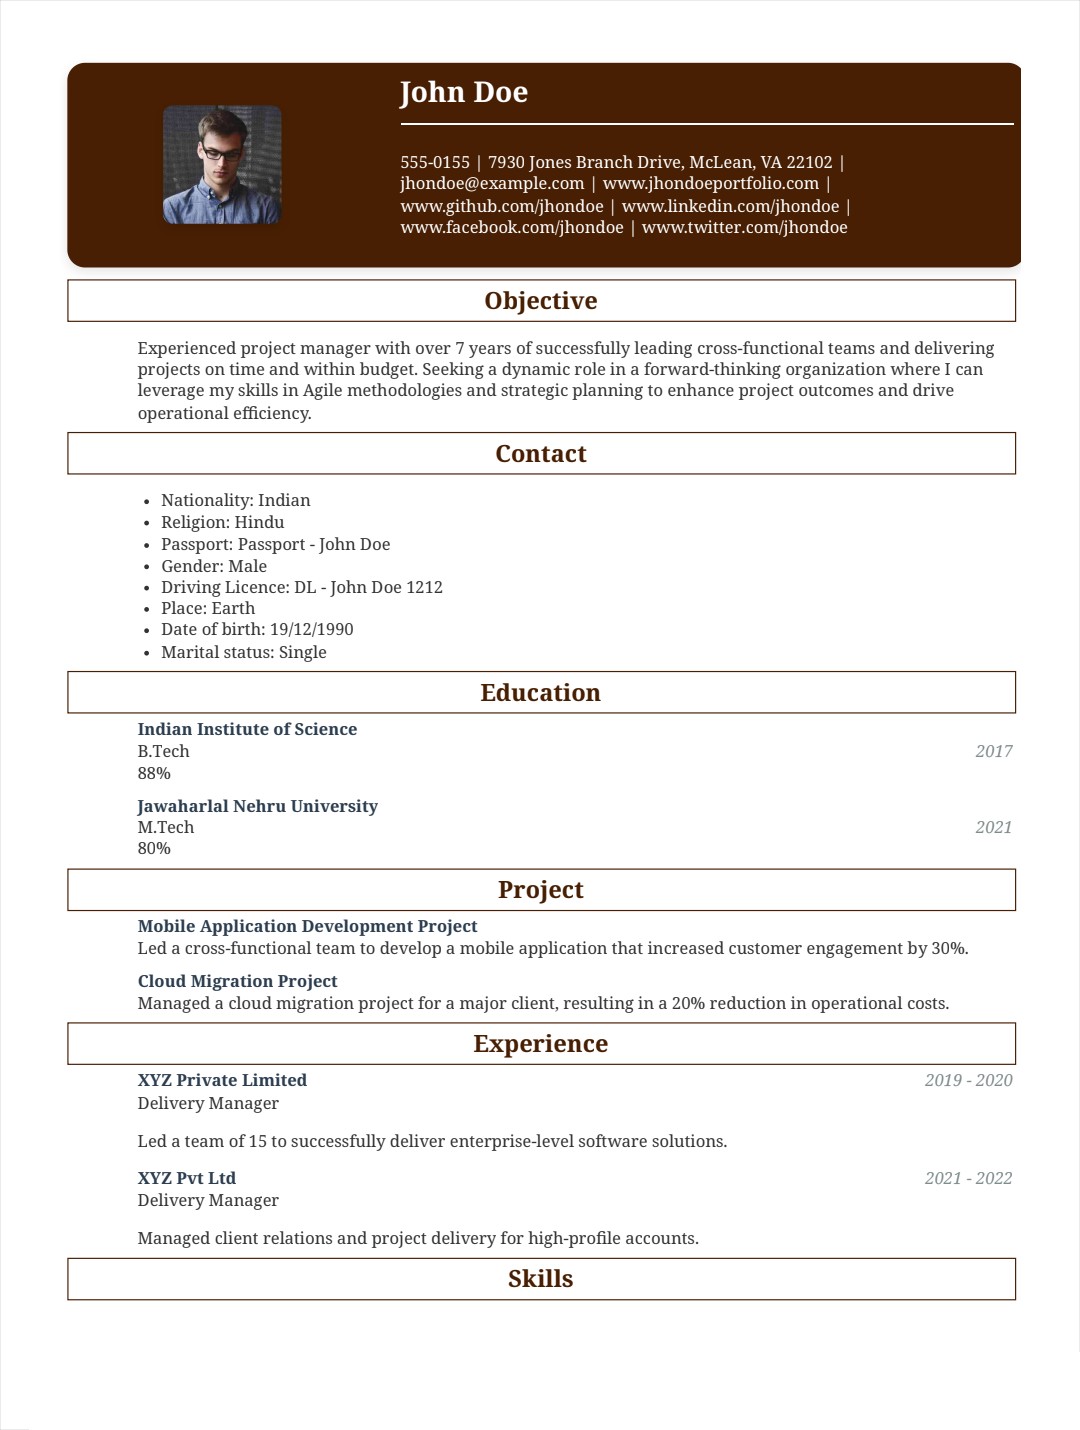 John Doe
555-0155 | 7930 Jones Branch Drive, McLean, VA 22102 |
jhondoe@example.com | www.jhondoeportfolio.com |
www.github.com/jhondoe | www.linkedin.com/jhondoe |
www.facebook.com/jhondoe | www.twitter.com/jhondoe
Objective
Experienced project manager with over 7 years of successfully leading cross-functional teams and delivering
projects on time and within budget. Seeking a dynamic role in a forward-thinking organization where I can
leverage my skills in Agile methodologies and strategic planning to enhance project outcomes and drive
operational efficiency.
Contact
• Nationality: Indian
• Religion: Hindu
• Passport: Passport - John Doe
• Gender: Male
• Driving Licence: DL - John Doe 1212
• Place: Earth
• Date of birth: 19/12/1990
• Marital status: Single
Education
Indian Institute of Science
B.Tech 2017
88%
Jawaharlal Nehru University
M.Tech 2021
80%
Project
Mobile Application Development Project
Led a cross-functional team to develop a mobile application that increased customer engagement by 30%.
Cloud Migration Project
Managed a cloud migration project for a major client, resulting in a 20% reduction in operational costs.
Experience
XYZ Private Limited 2019 - 2020
Delivery Manager
Led a team of 15 to successfully deliver enterprise-level software solutions.
XYZ Pvt Ltd 2021 - 2022
Delivery Manager
Managed client relations and project delivery for high-profile accounts.
Skills